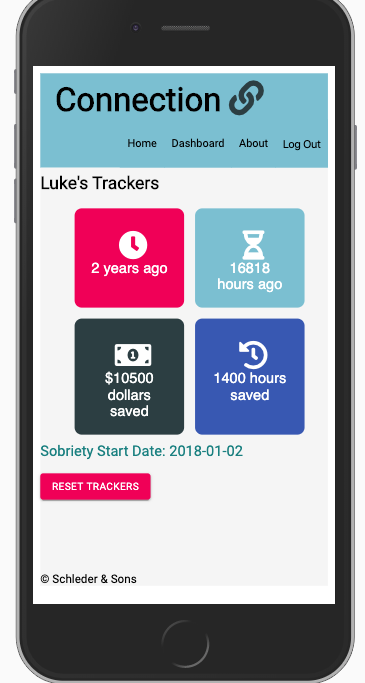 Connection
Home Dashboard About Log Out
Luke's Trackers
2 years ago
16818
hours ago
$10500
dollars
saved
1400 hours
saved
Sobriety Start Date: 2018-01-02
RESET TRACKERS
© Schleder & Sons